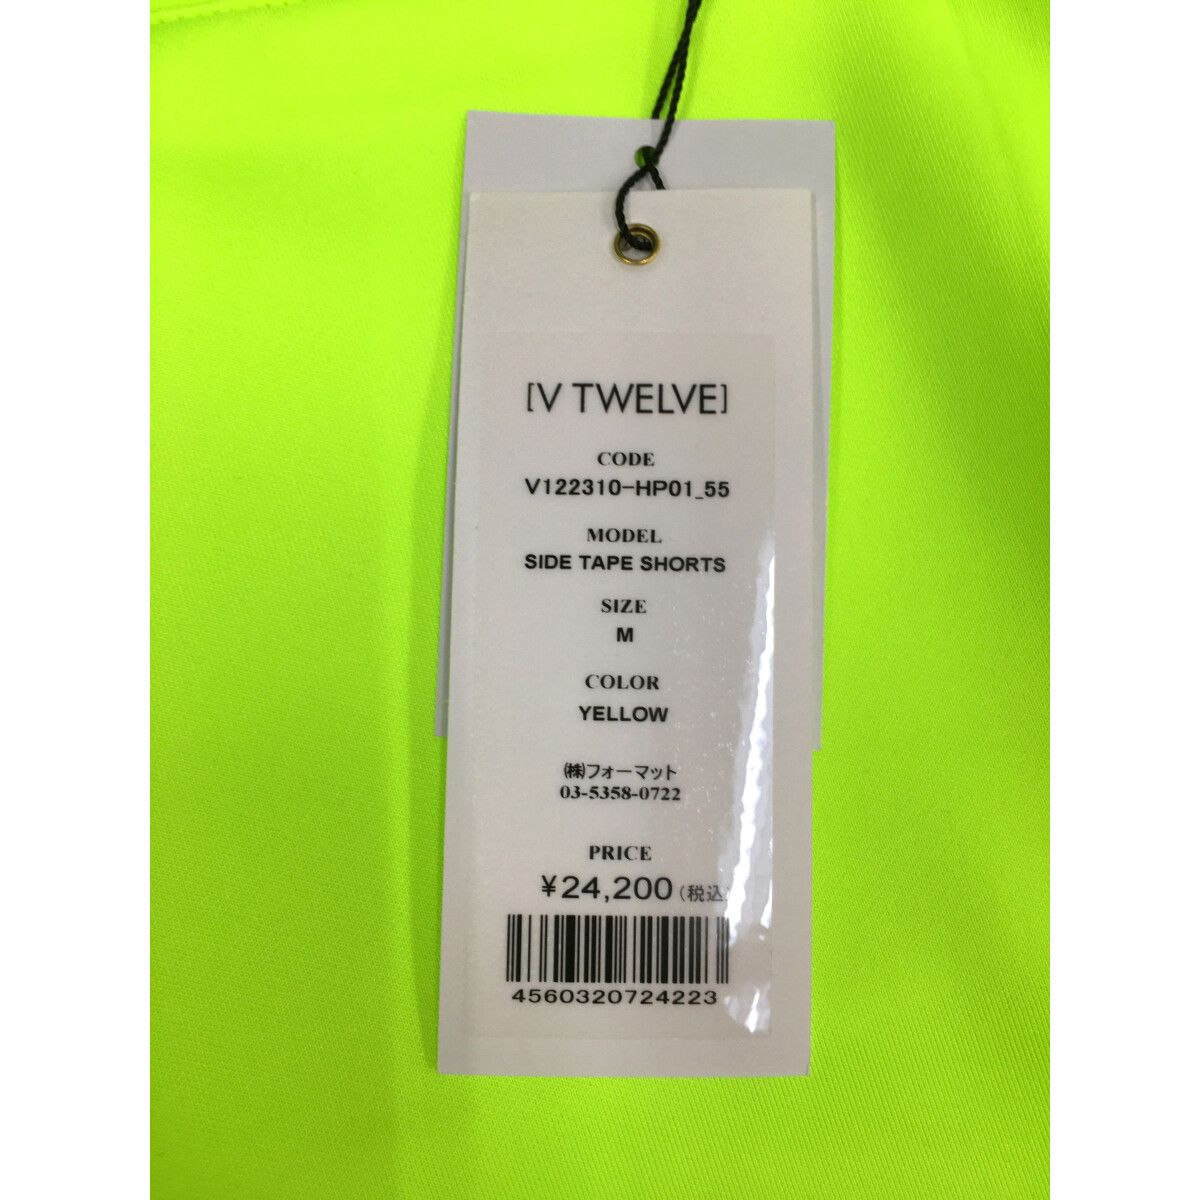 [V TWELVE]
CODE
V122310-HP01_55
MODEL
SIDE TAPE SHORTS
SIZE
M
COLOR
YELLOW
㈱フォーマット
03-5358-0722
PRICE
¥24,200(税込)
4560320724223